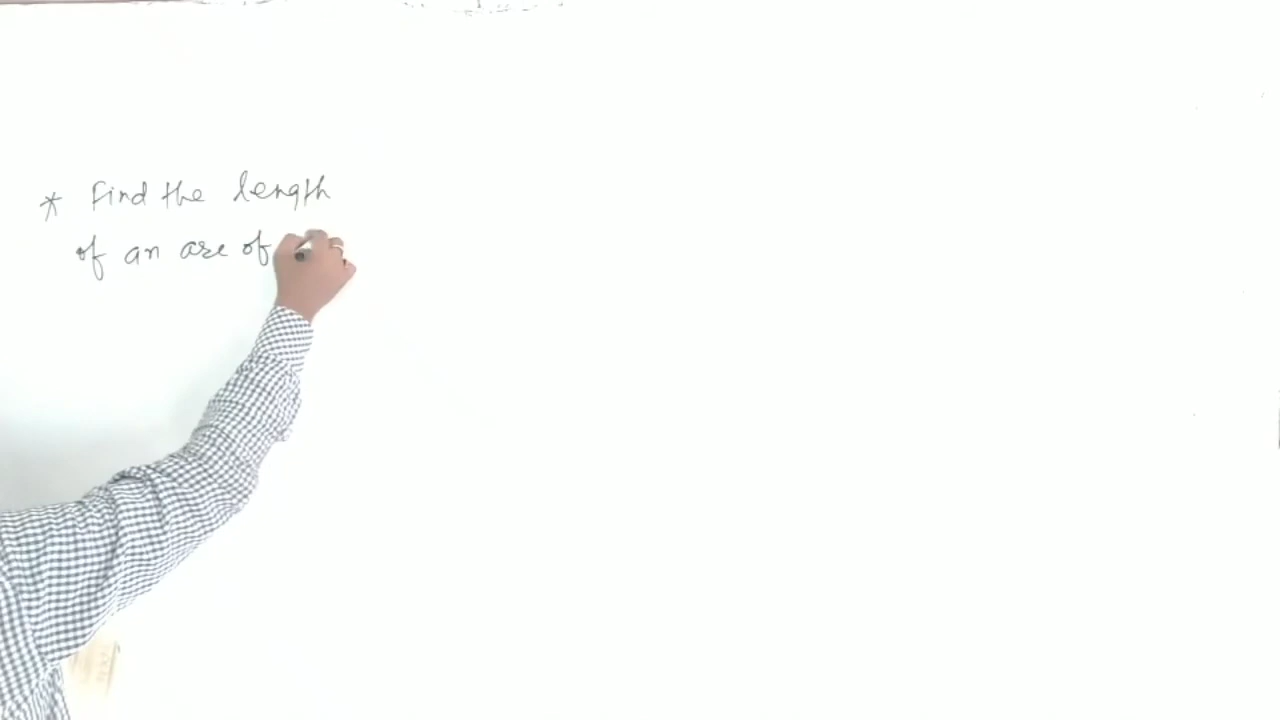 * Find the length
of an arc of